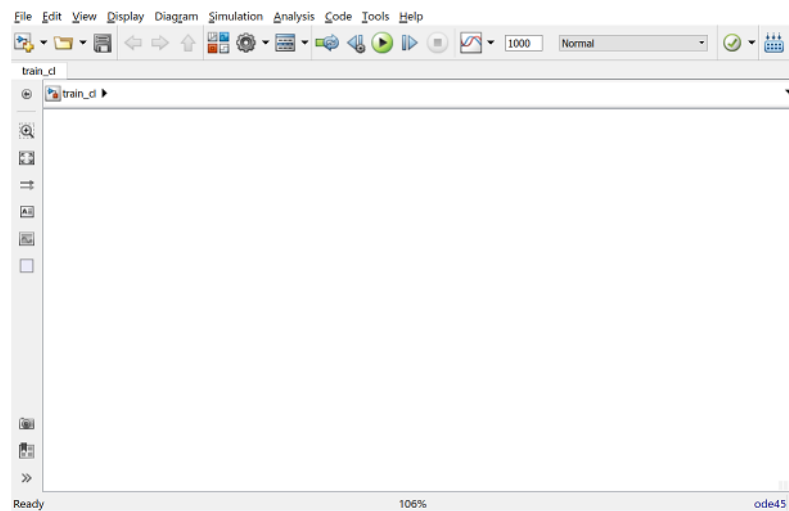 File Edit View Display Diagram Simulation Analysis Code Tools Help
1000 Normal
train_cl
train_cl
Ready 106% ode45